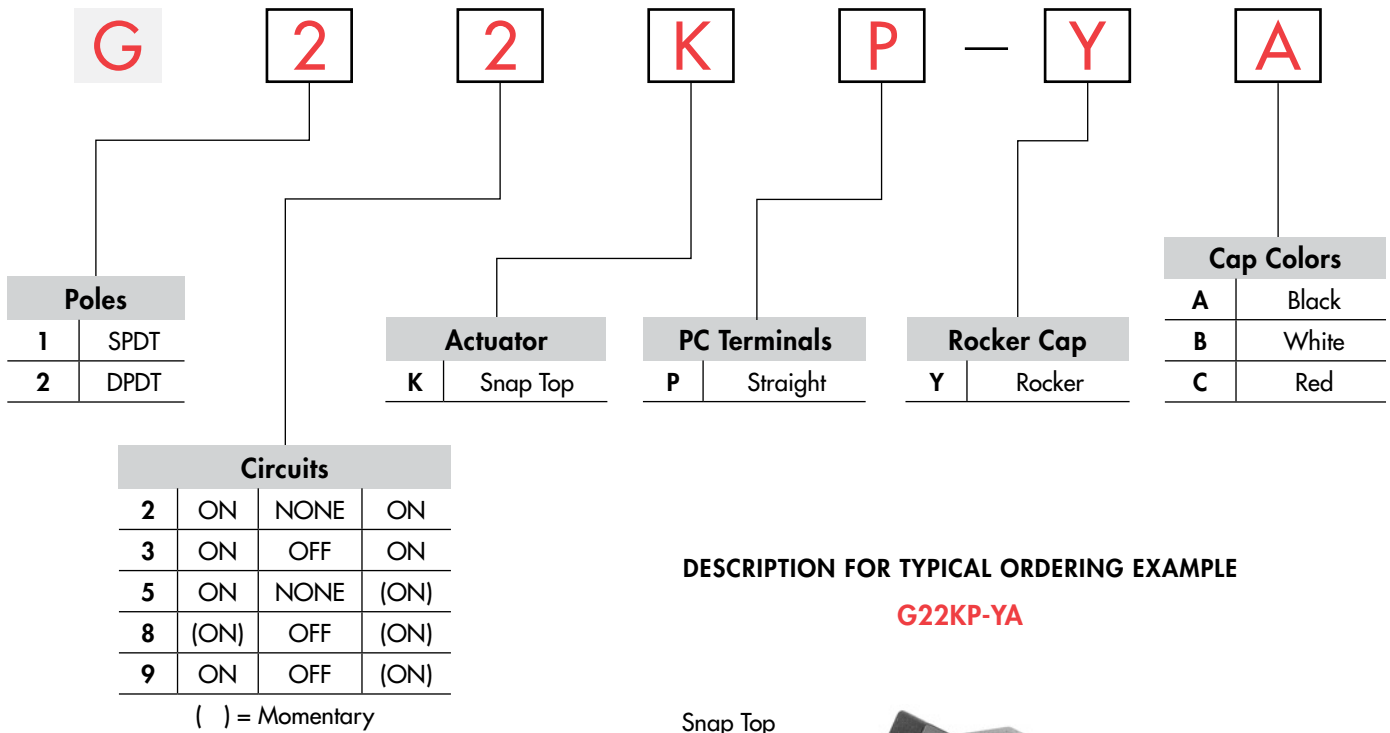 G 2 2 K P — Y A
Poles
1 SPDT
2 DPDT
Circuits
2 ON NONE ON
3 ON OFF ON
5 ON NONE (ON)
8 (ON) OFF (ON)
9 ON OFF (ON)
( ) = Momentary
Actuator
K Snap Top
PC Terminals
P Straight
Rocker Cap
Y Rocker
Cap Colors
A Black
B White
C Red
DESCRIPTION FOR TYPICAL ORDERING EXAMPLE
G22KP-YA
Snap Top